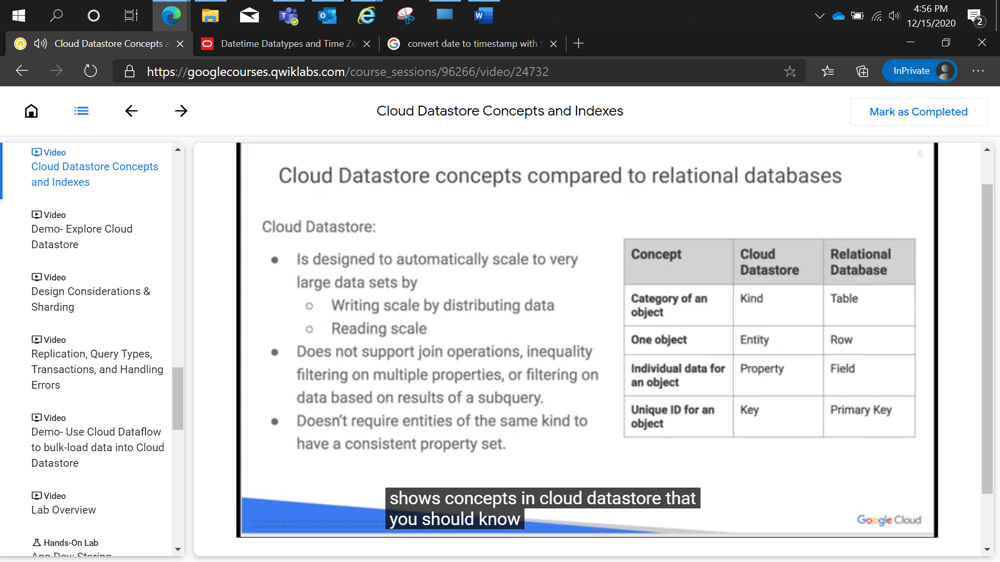 4:56 PM
12/15/2020
2
Cloud Datastore Concepts a
Datetime Datatypes and Time Zo
convert date to timestamp with t
https://googlecourses.qwiklabs.com/course_sessions/96266/video/24732
InPrivate
Cloud Datastore Concepts and Indexes
Mark as Completed
Video
Cloud Datastore Concepts
and Indexes
Video
Demo- Explore Cloud
Datastore
Video
Design Considerations &
Sharding
Video
Replication, Query Types,
Transactions, and Handling
Errors
Video
Demo- Use Cloud Dataflow
to bulk-load data into Cloud
Datastore
Video
Lab Overview
Hands-On Lab
App Dev: Storing
Cloud Datastore concepts compared to relational databases
Cloud Datastore:
● Is designed to automatically scale to very
large data sets by
○ Writing scale by distributing data
○ Reading scale
● Does not support join operations, inequality
filtering on multiple properties, or filtering on
data based on results of a subquery.
● Doesn’t require entities of the same kind to
have a consistent property set.
Concept Cloud Datastore Relational Database
Category of an object Kind Table
One object Entity Row
Individual data for an object Property Field
Unique ID for an object Key Primary Key
shows concepts in cloud datastore that
you should know
Google Cloud